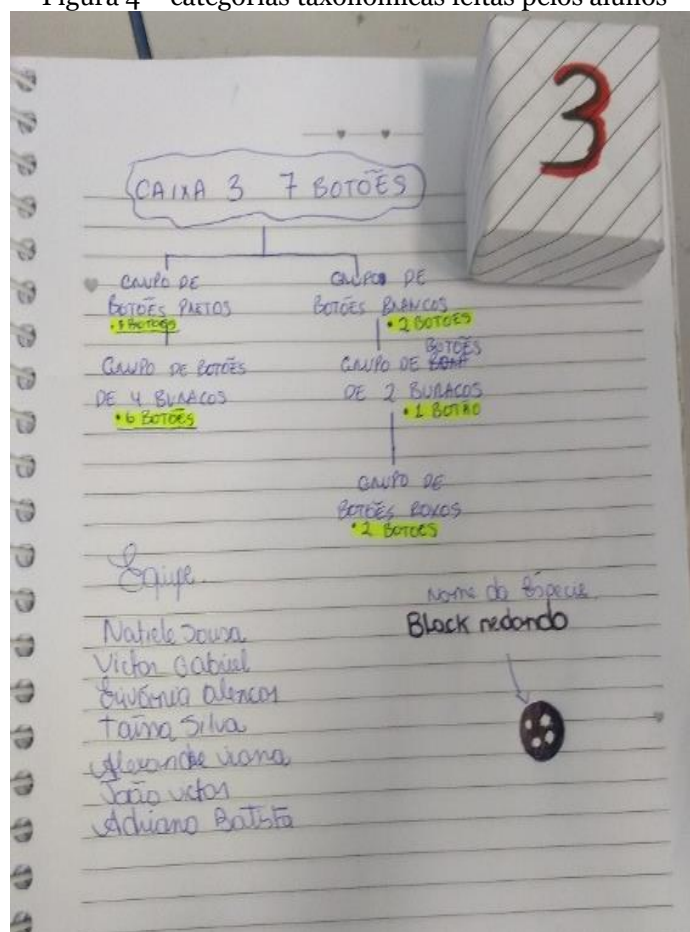 Figura 4 – categorias taxonômicas feitas pelos alunos
3
CAIXA 3 7 BOTÕES
GRUPO DE
BOTÕES PRETOS
GRUPO DE
BOTÕES BRANCOS
• 2 BOTÕES
GRUPO DE BOTÕES
DE 4 BURACOS
• 6 BOTÕES
BOTÕES
GRUPO DE
DE 2 BURACOS
• 1 BOTÃO
GRUPO DE
BOTÕES ROXOS
• 2 BOTÕES
Equipe.
Nome da Espécie.
Black redondo
Natiele Sousa
Victor Gabriel
Alencar
Taina Silva
Alexandre Viana
João victor
Adriano Batista